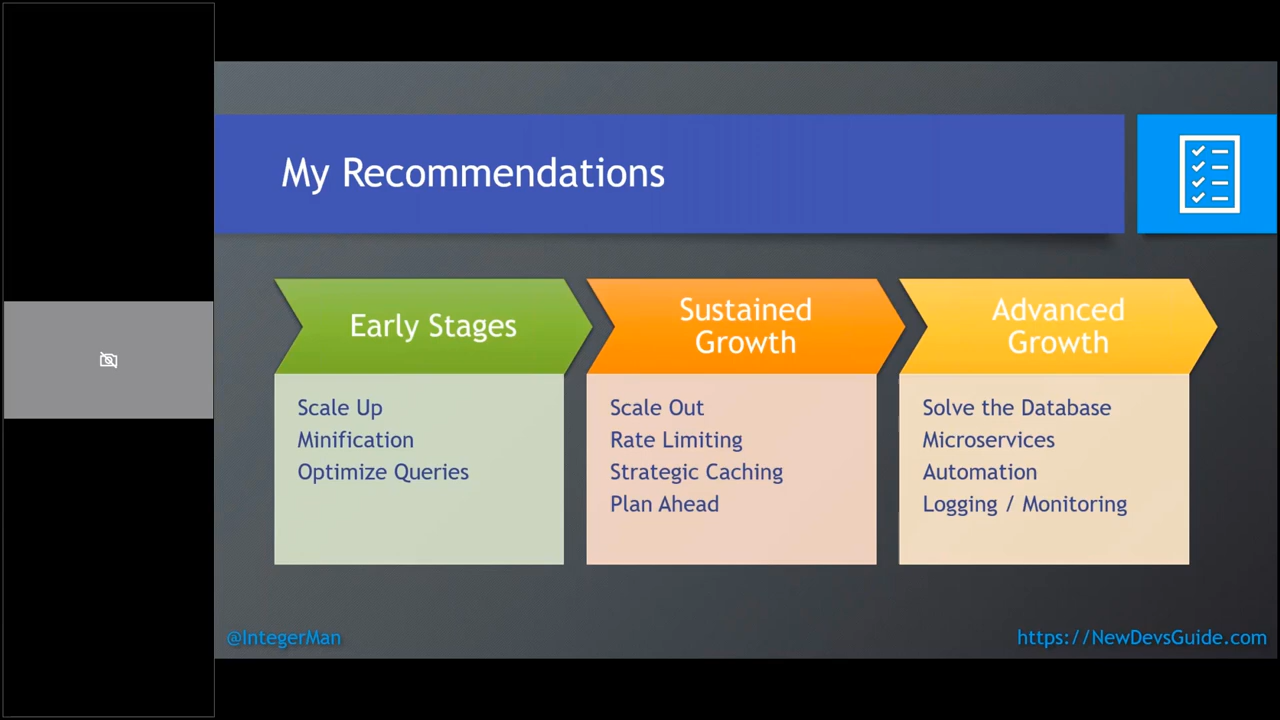 My Recommendations
Early Stages
Scale Up
Minification
Optimize Queries
Sustained
Growth
Scale Out
Rate Limiting
Strategic Caching
Plan Ahead
Advanced
Growth
Solve the Database
Microservices
Automation
Logging / Monitoring
@IntegerMan
https://NewDevsGuide.com